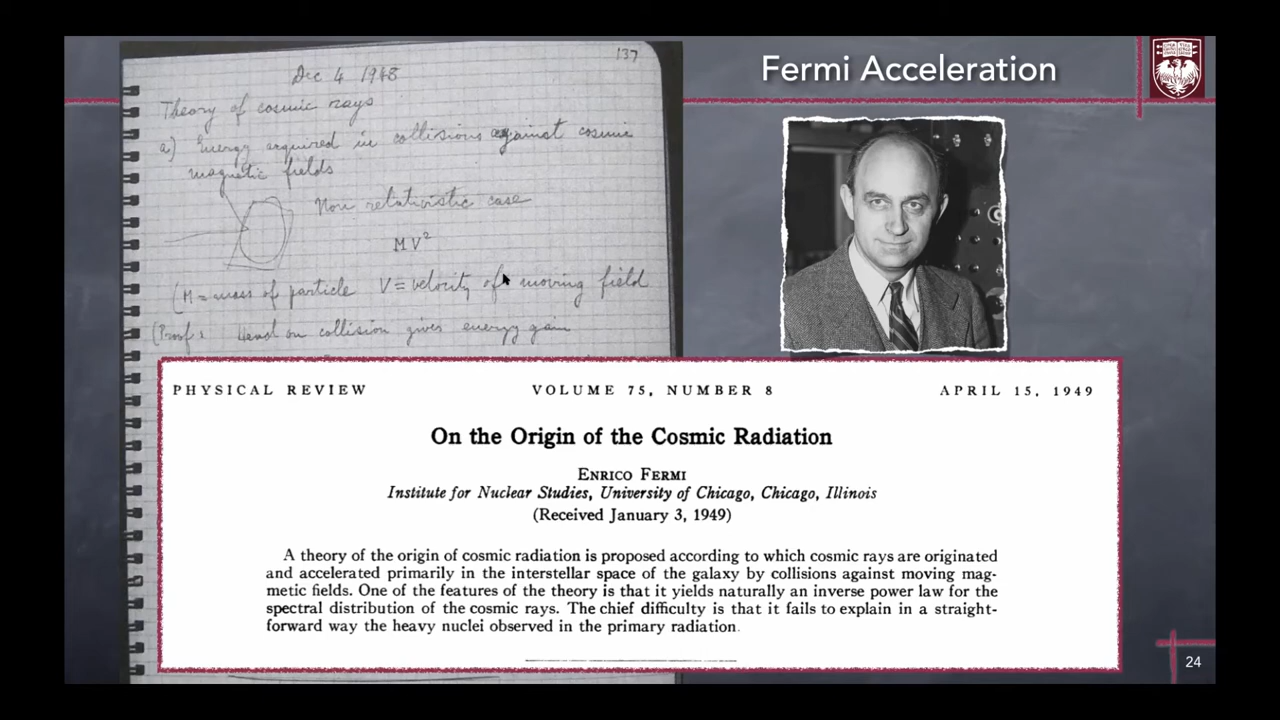 Fermi Acceleration
137
Dec 4 1948
Theory of cosmic rays
a) Energy acquired in collisions against cosmic
magnetic fields
Non relativistic case
MV²
(M = mass of particle V = velocity of moving field
(Proof: Head on collision gives energy gain
PHYSICAL REVIEW VOLUME 75, NUMBER 8 APRIL 15, 1949
On the Origin of the Cosmic Radiation
ENRICO FERMI
Institute for Nuclear Studies, University of Chicago, Chicago, Illinois
(Received January 3, 1949)
A theory of the origin of cosmic radiation is proposed according to which cosmic rays are originated
and accelerated primarily in the interstellar space of the galaxy by collisions against moving mag-
netic fields. One of the features of the theory is that it yields naturally an inverse power law for the
spectral distribution of the cosmic rays. The chief difficulty is that it fails to explain in a straight-
forward way the heavy nuclei observed in the primary radiation.
24